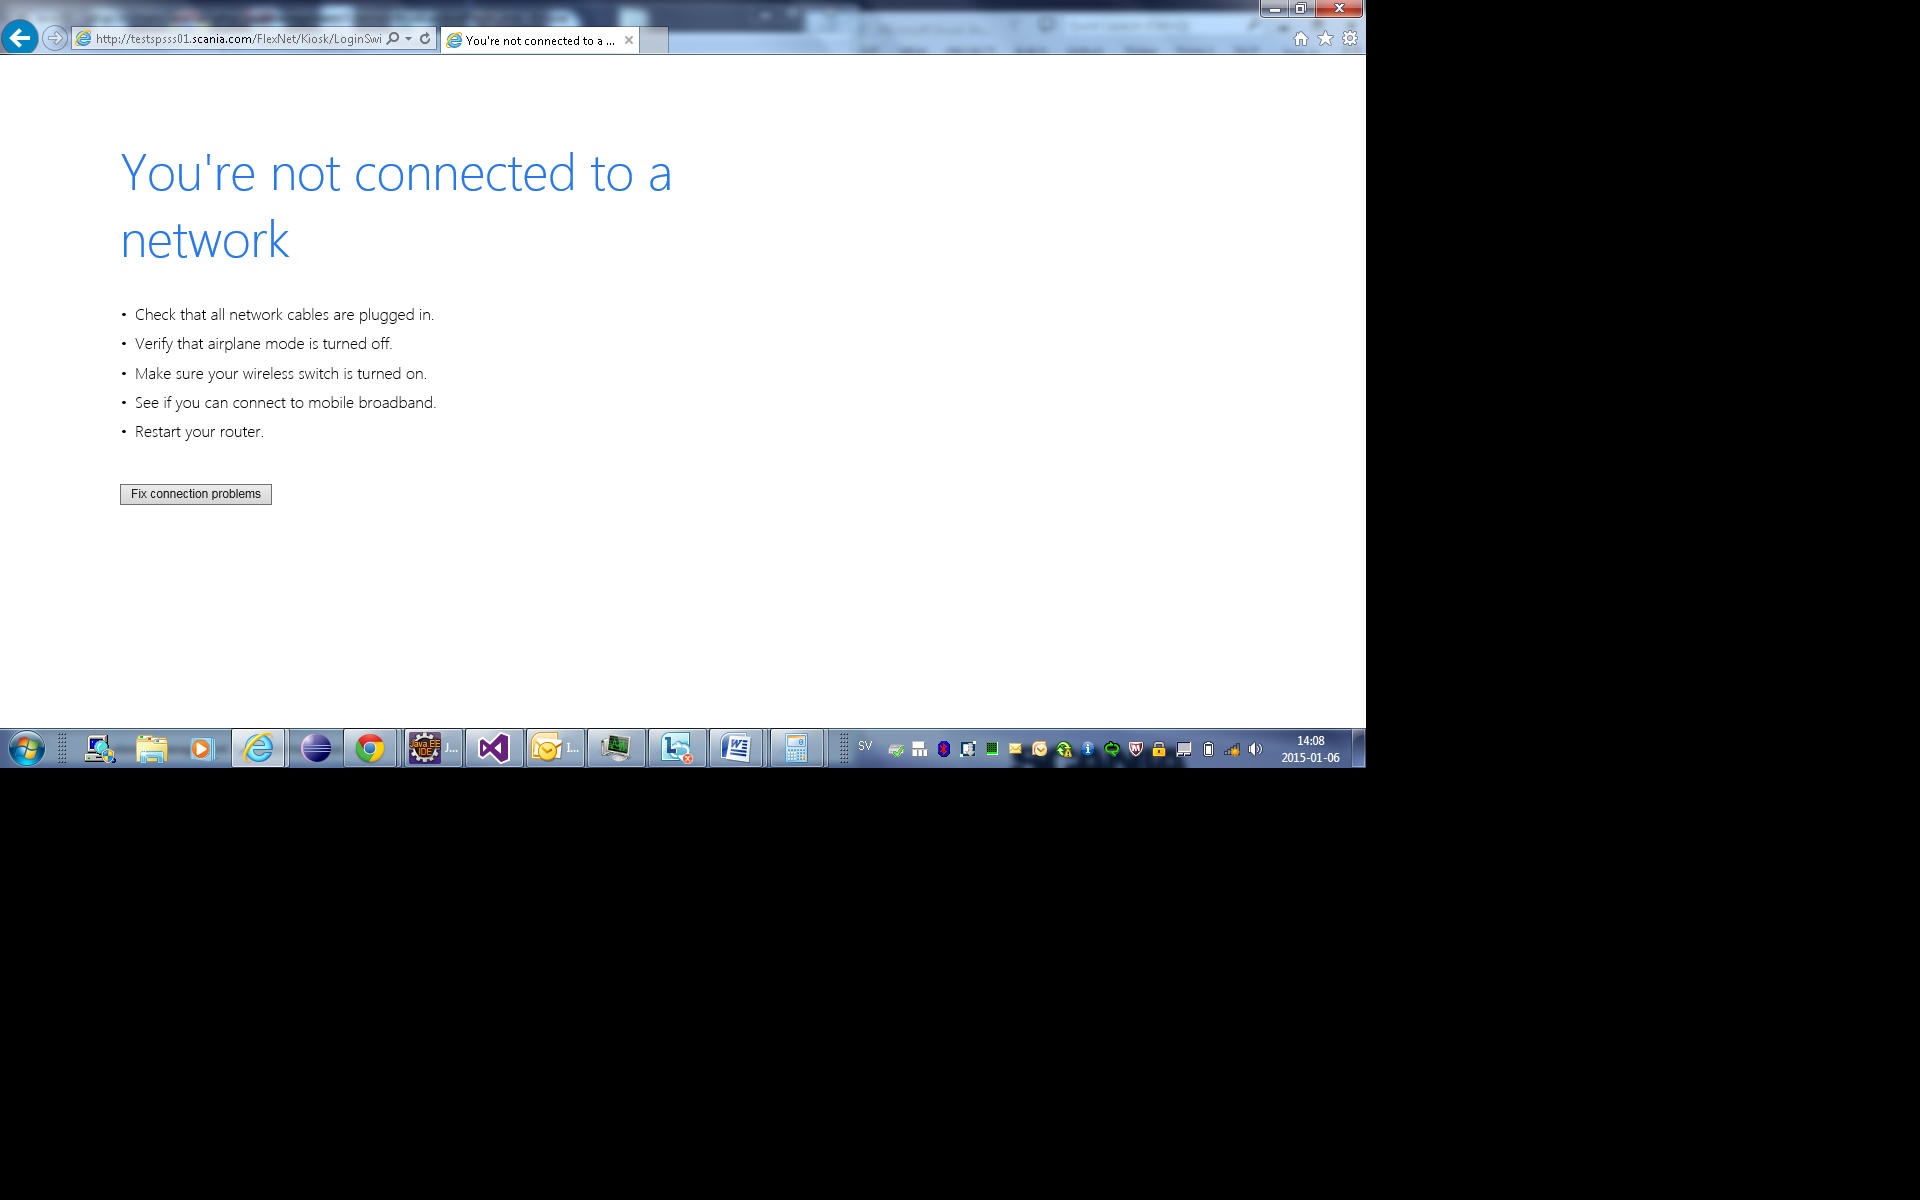 http://testspsss01.scania.com/FlexNet/Kiosk/LoginSwi
You're not connected to a ...
You're not connected to a
network
• Check that all network cables are plugged in.
• Verify that airplane mode is turned off.
• Make sure your wireless switch is turned on.
• See if you can connect to mobile broadband.
• Restart your router.
Fix connection problems
Java EE
IDE
J...
I...
SV
14:08
2015-01-06